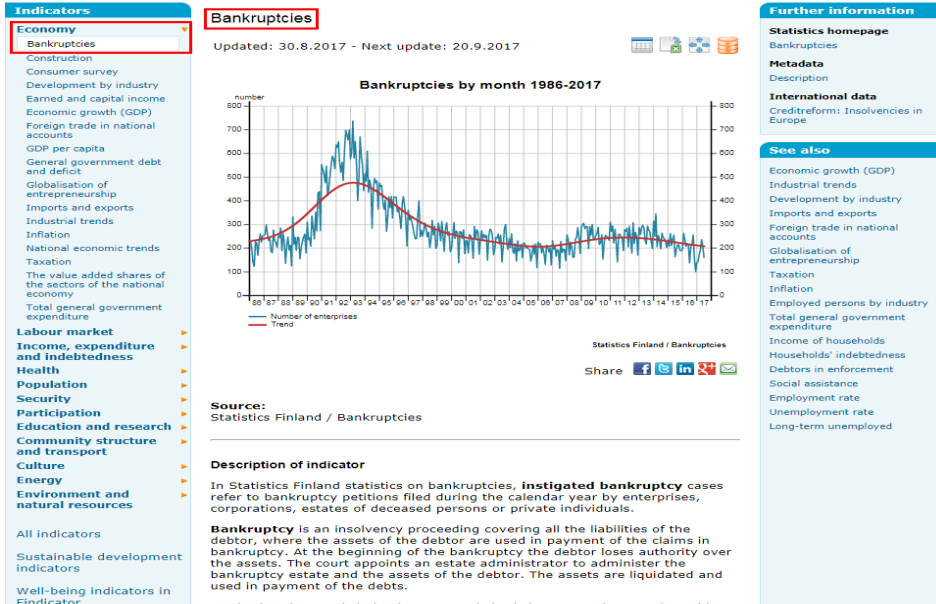 Indicators
Economy
Bankruptcies
Construction
Consumer survey
Development by industry
Earned and capital income
Economic growth (GDP)
Foreign trade in national
accounts
GDP per capita
General government debt
and deficit
Globalisation of
entrepreneurship
Imports and exports
Industrial trends
Inflation
National economic trends
Taxation
The value added shares of
the sectors of the national
economy
Total general government
expenditure
Labour market
Income, expenditure
and indebtedness
Health
Population
Security
Participation
Education and research
Community structure
and transport
Culture
Energy
Environment and
natural resources
All indicators
Sustainable development
indicators
Well-being indicators in
Findicator
Bankruptcies
Updated: 30.8.2017 - Next update: 20.9.2017
Bankruptcies by month 1986-2017
number
800 800
700 700
600 600
500 500
400 400
300 300
200 200
100 100
0 0
86 87 88 89 90 91 92 93 94 95 96 97 98 99 00 01 02 03 04 05 06 07 08 09 10 11 12 13 14 15 16 17
Number of enterprises
Trend
Statistics Finland / Bankruptcies
Share
Source:
Statistics Finland / Bankruptcies
Description of indicator
In Statistics Finland statistics on bankruptcies, instigated bankruptcy cases
refer to bankruptcy petitions filed during the calendar year by enterprises,
corporations, estates of deceased persons or private individuals.
Bankruptcy is an insolvency proceeding covering all the liabilities of the
debtor, where the assets of the debtor are used in payment of the claims in
bankruptcy. At the beginning of the bankruptcy the debtor loses authority over
the assets. The court appoints an estate administrator to administer the
bankruptcy estate and the assets of the debtor. The assets are liquidated and
used in payment of the debts.
Further information
Statistics homepage
Bankruptcies
Metadata
Description
International data
Creditreform: Insolvencies in
Europe
See also
Economic growth (GDP)
Industrial trends
Development by industry
Imports and exports
Foreign trade in national
accounts
Globalisation of
entrepreneurship
Taxation
Inflation
Employed persons by industry
Total general government
expenditure
Income of households
Households' indebtedness
Debtors in enforcement
Social assistance
Employment rate
Unemployment rate
Long-term unemployed